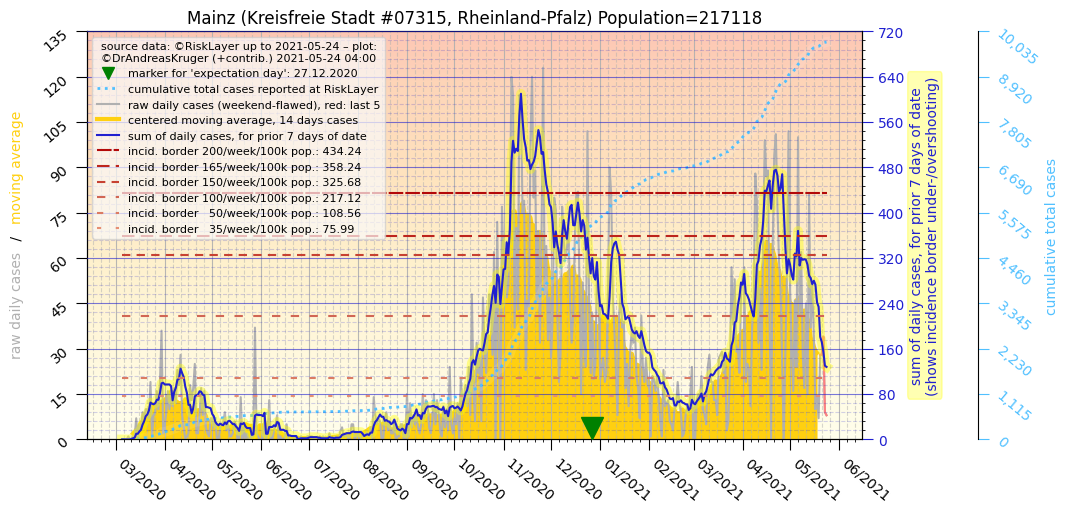 Mainz (Kreisfreie Stadt #07315, Rheinland-Pfalz) Population=217118
source data: ©RiskLayer up to 2021-05-24 – plot:
©DrAndreasKruger (+contrib.) 2021-05-24 04:00
marker for 'expectation day': 27.12.2020
cumulative total cases reported at RiskLayer
raw daily cases (weekend-flawed), red: last 5
centered moving average, 14 days cases
sum of daily cases, for prior 7 days of date
incid. border 200/week/100k pop.: 434.24
incid. border 165/week/100k pop.: 358.24
incid. border 150/week/100k pop.: 325.68
incid. border 100/week/100k pop.: 217.12
incid. border 50/week/100k pop.: 108.56
incid. border 35/week/100k pop.: 75.99
raw daily cases / moving average
135
120
105
90
75
60
45
30
15
0
03/2020
04/2020
05/2020
06/2020
07/2020
08/2020
09/2020
10/2020
11/2020
12/2020
01/2021
02/2021
03/2021
04/2021
05/2021
06/2021
720
640
560
480
400
320
240
160
80
0
sum of daily cases, for prior 7 days of date
(shows incidence border under-/overshooting)
10,035
8,920
7,805
6,690
5,575
4,460
3,345
2,230
1,115
0
cumulative total cases